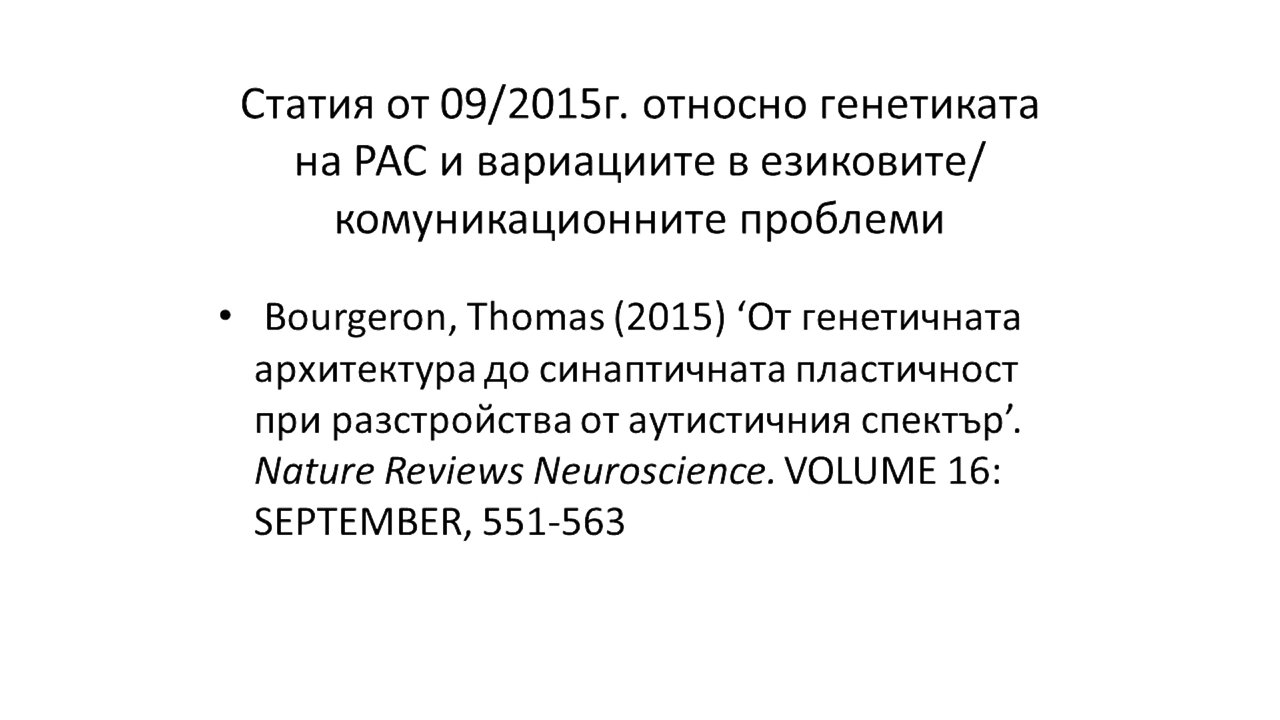 Статия от 09/2015г. относно генетиката
на РАС и вариациите в езиковите/
комуникационните проблеми
• Bourgeron, Thomas (2015) ‘От генетичната
архитектура до синаптичната пластичност
при разстройства от аутистичния спектър’.
Nature Reviews Neuroscience. VOLUME 16:
SEPTEMBER, 551-563